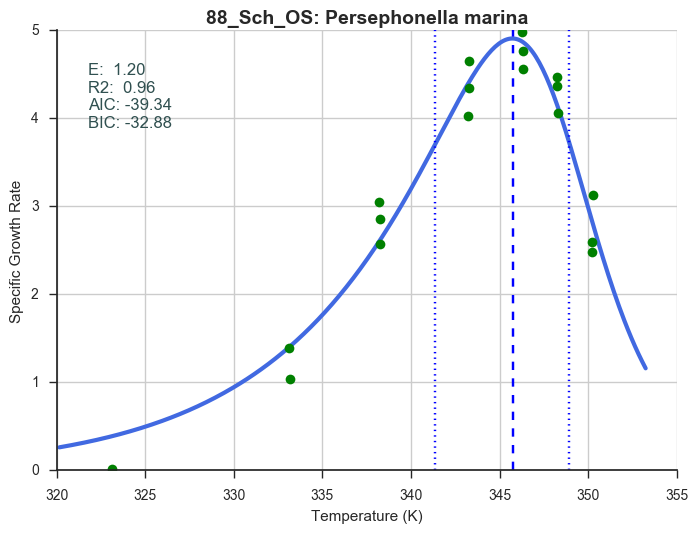 88_Sch_OS: Persephonella marina
E:  1.20
R2:  0.96
AIC: -39.34
BIC: -32.88
Specific Growth Rate
5
4
3
2
1
0
320 325 330 335 340 345 350 355
Temperature (K)